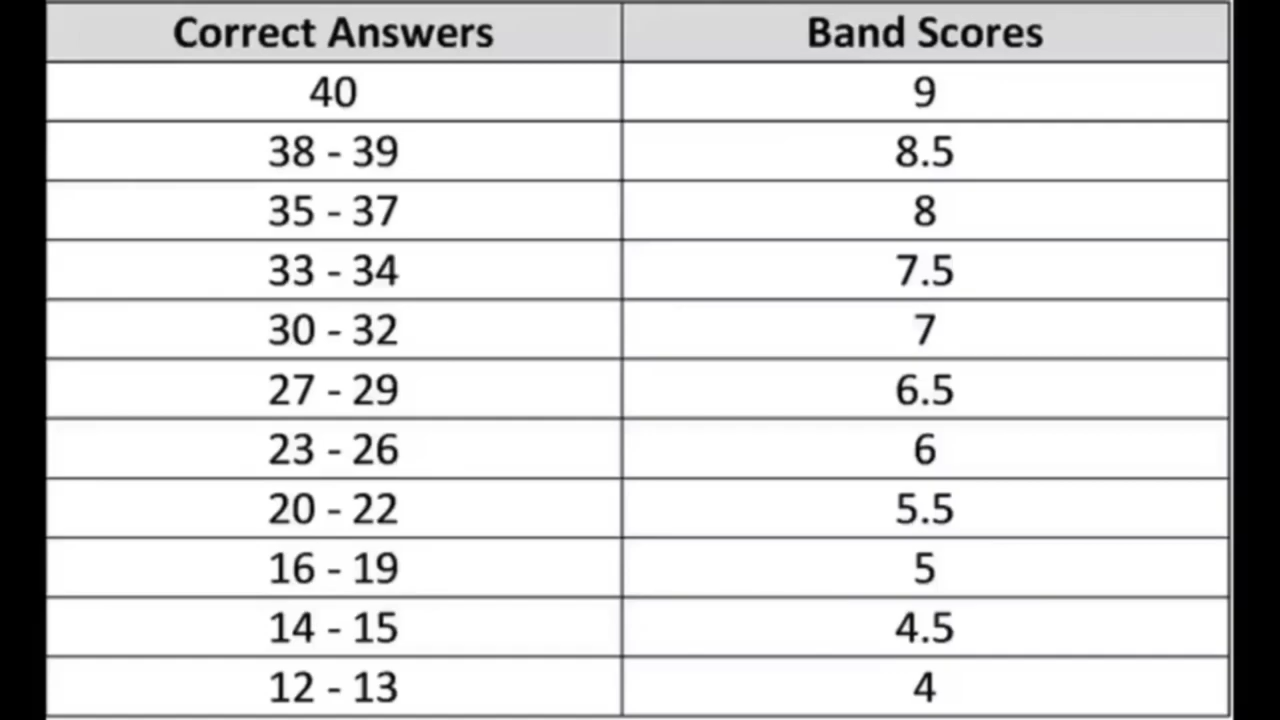 Correct Answers Band Scores
40 9
38 - 39 8.5
35 - 37 8
33 - 34 7.5
30 - 32 7
27 - 29 6.5
23 - 26 6
20 - 22 5.5
16 - 19 5
14 - 15 4.5
12 - 13 4